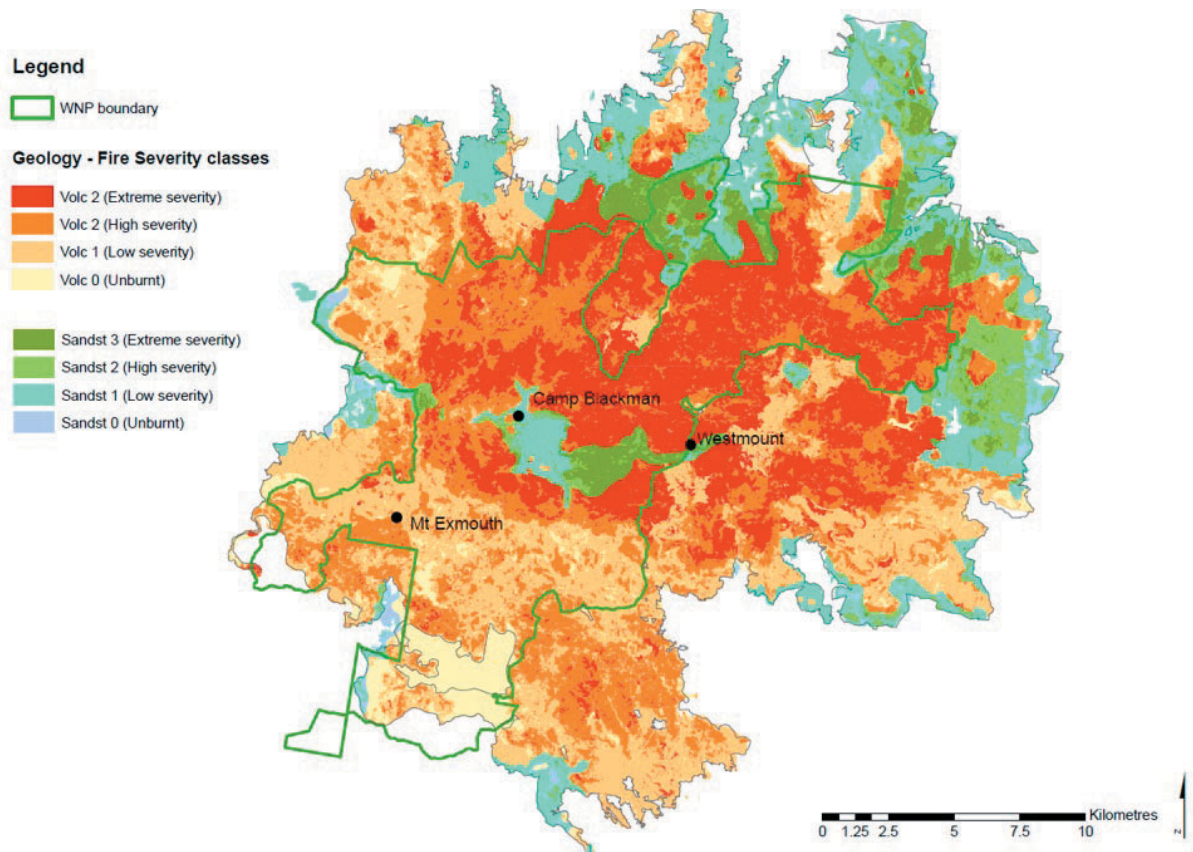 Legend
WNP boundary
Geology - Fire Severity classes
Volc 2 (Extreme severity)
Volc 2 (High severity)
Volc 1 (Low severity)
Volc 0 (Unburnt)
Sandst 3 (Extreme severity)
Sandst 2 (High severity)
Sandst 1 (Low severity)
Sandst 0 (Unburnt)
Camp Blackman
Westmount
Mt Exmouth
Kilometres
0 1.25 2.5 5 7.5 10
N